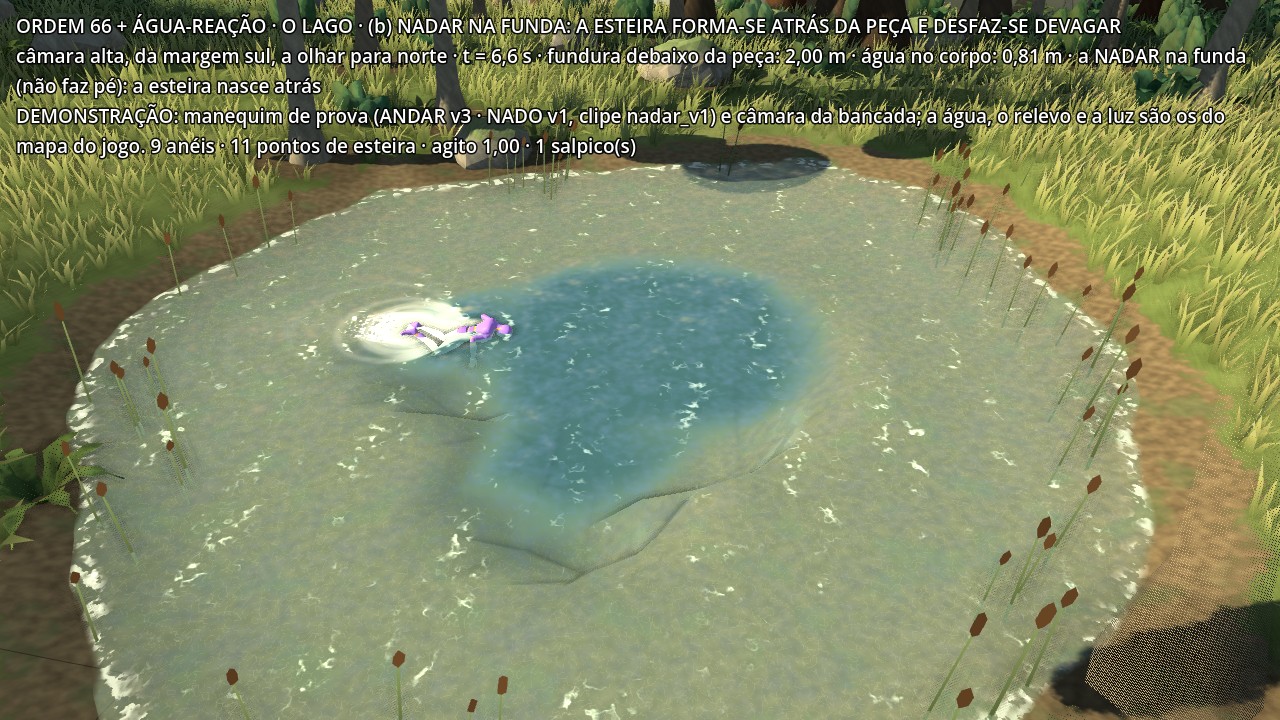 ORDEM 66 + ÁGUA-REAÇÃO · O LAGO · (b) NADAR NA FUNDA: A ESTEIRA FORMA-SE ATRÁS DA PEÇA E DESFAZ-SE DEVAGAR
câmara alta, da margem sul, a olhar para norte · t = 6,6 s · fundura debaixo da peça: 2,00 m · água no corpo: 0,81 m · a NADAR na funda
(não faz pé): a esteira nasce atrás
DEMONSTRAÇÃO: manequim de prova (ANDAR v3 · NADO v1, clipe nadar_v1) e câmara da bancada; a água, o relevo e a luz são os do
mapa do jogo. 9 anéis · 11 pontos de esteira · agito 1,00 · 1 salpico(s)